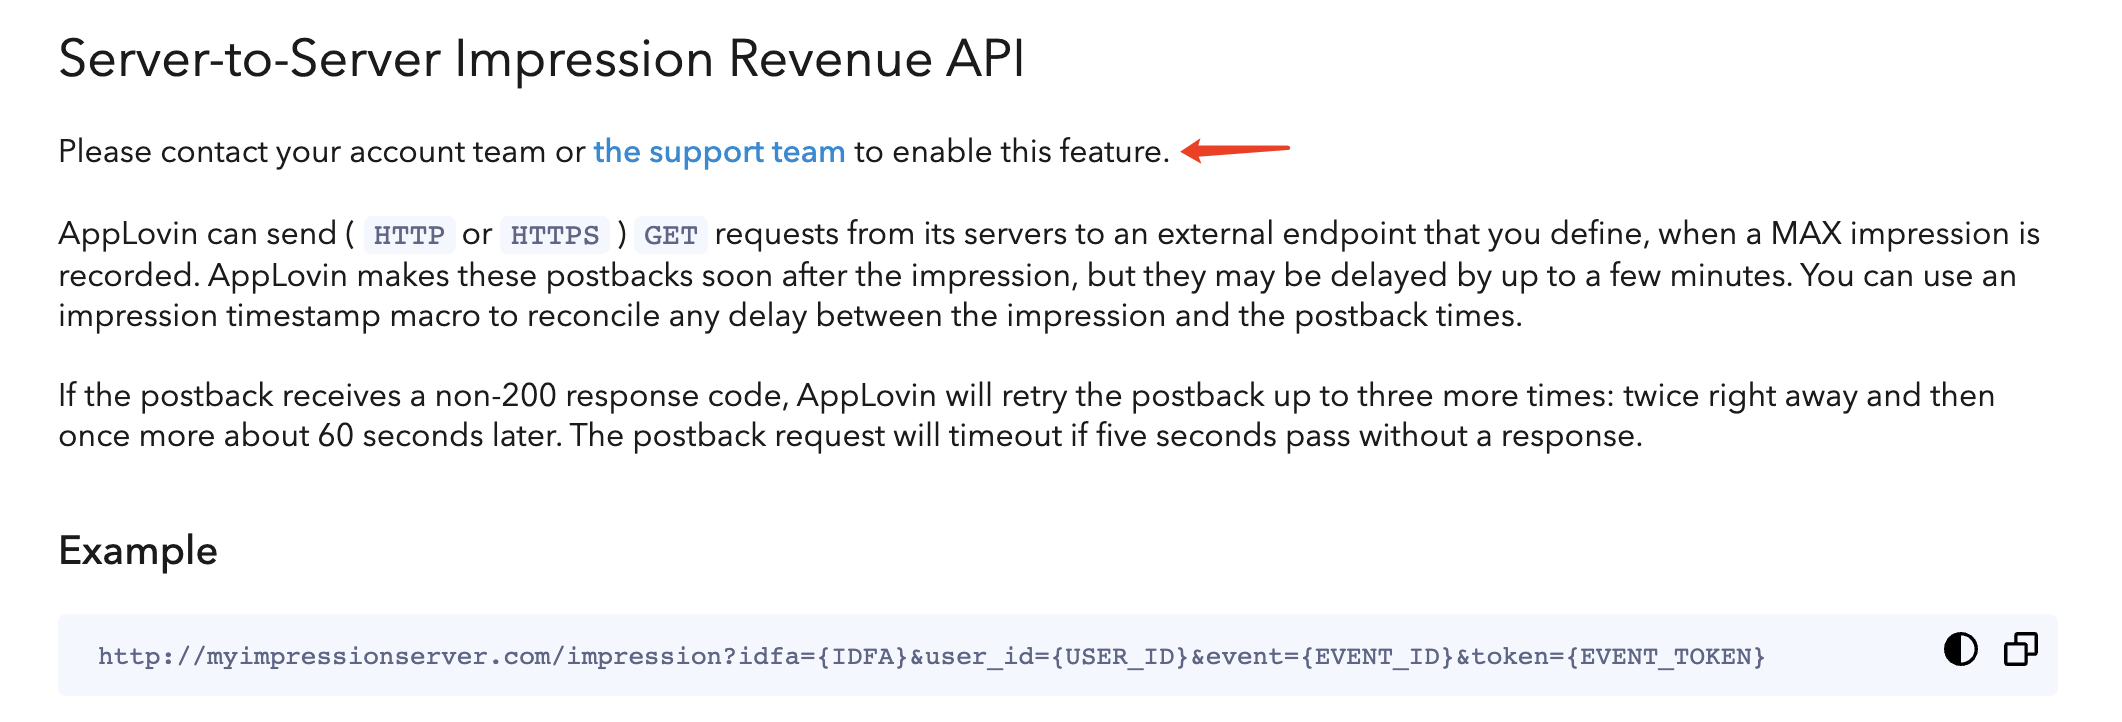 Server-to-Server Impression Revenue API
Please contact your account team or the support team to enable this feature.
AppLovin can send ( HTTP or HTTPS ) GET requests from its servers to an external endpoint that you define, when a MAX impression is
recorded. AppLovin makes these postbacks soon after the impression, but they may be delayed by up to a few minutes. You can use an
impression timestamp macro to reconcile any delay between the impression and the postback times.
If the postback receives a non-200 response code, AppLovin will retry the postback up to three more times: twice right away and then
once more about 60 seconds later. The postback request will timeout if five seconds pass without a response.
Example
http://myimpressionserver.com/impression?idfa={IDFA}&user_id={USER_ID}&event={EVENT_ID}&token={EVENT_TOKEN}